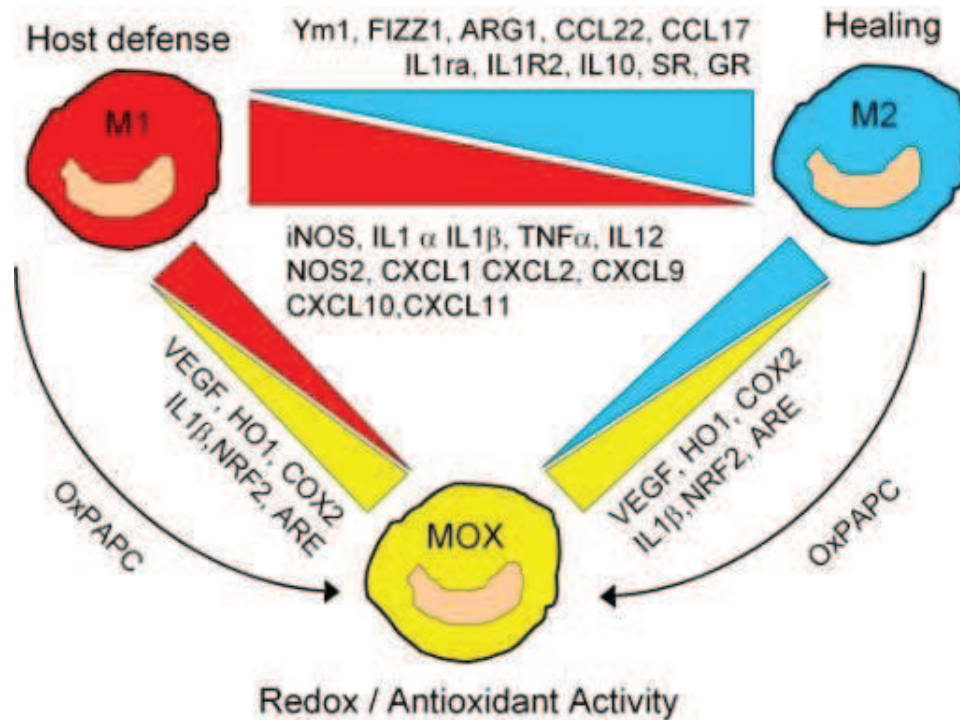 Host defense
Ym1, FIZZ1, ARG1, CCL22, CCL17
IL1ra, IL1R2, IL10, SR, GR
Healing
M1
M2
iNOS, IL1 α IL1β, TNFα, IL12
NOS2, CXCL1 CXCL2, CXCL9
CXCL10,CXCL11
VEGF, HO1, COX2
IL1β,NRF2, ARE
VEGF, HO1, COX2
IL1β,NRF2, ARE
OxPAPC
OxPAPC
MOX
Redox / Antioxidant Activity